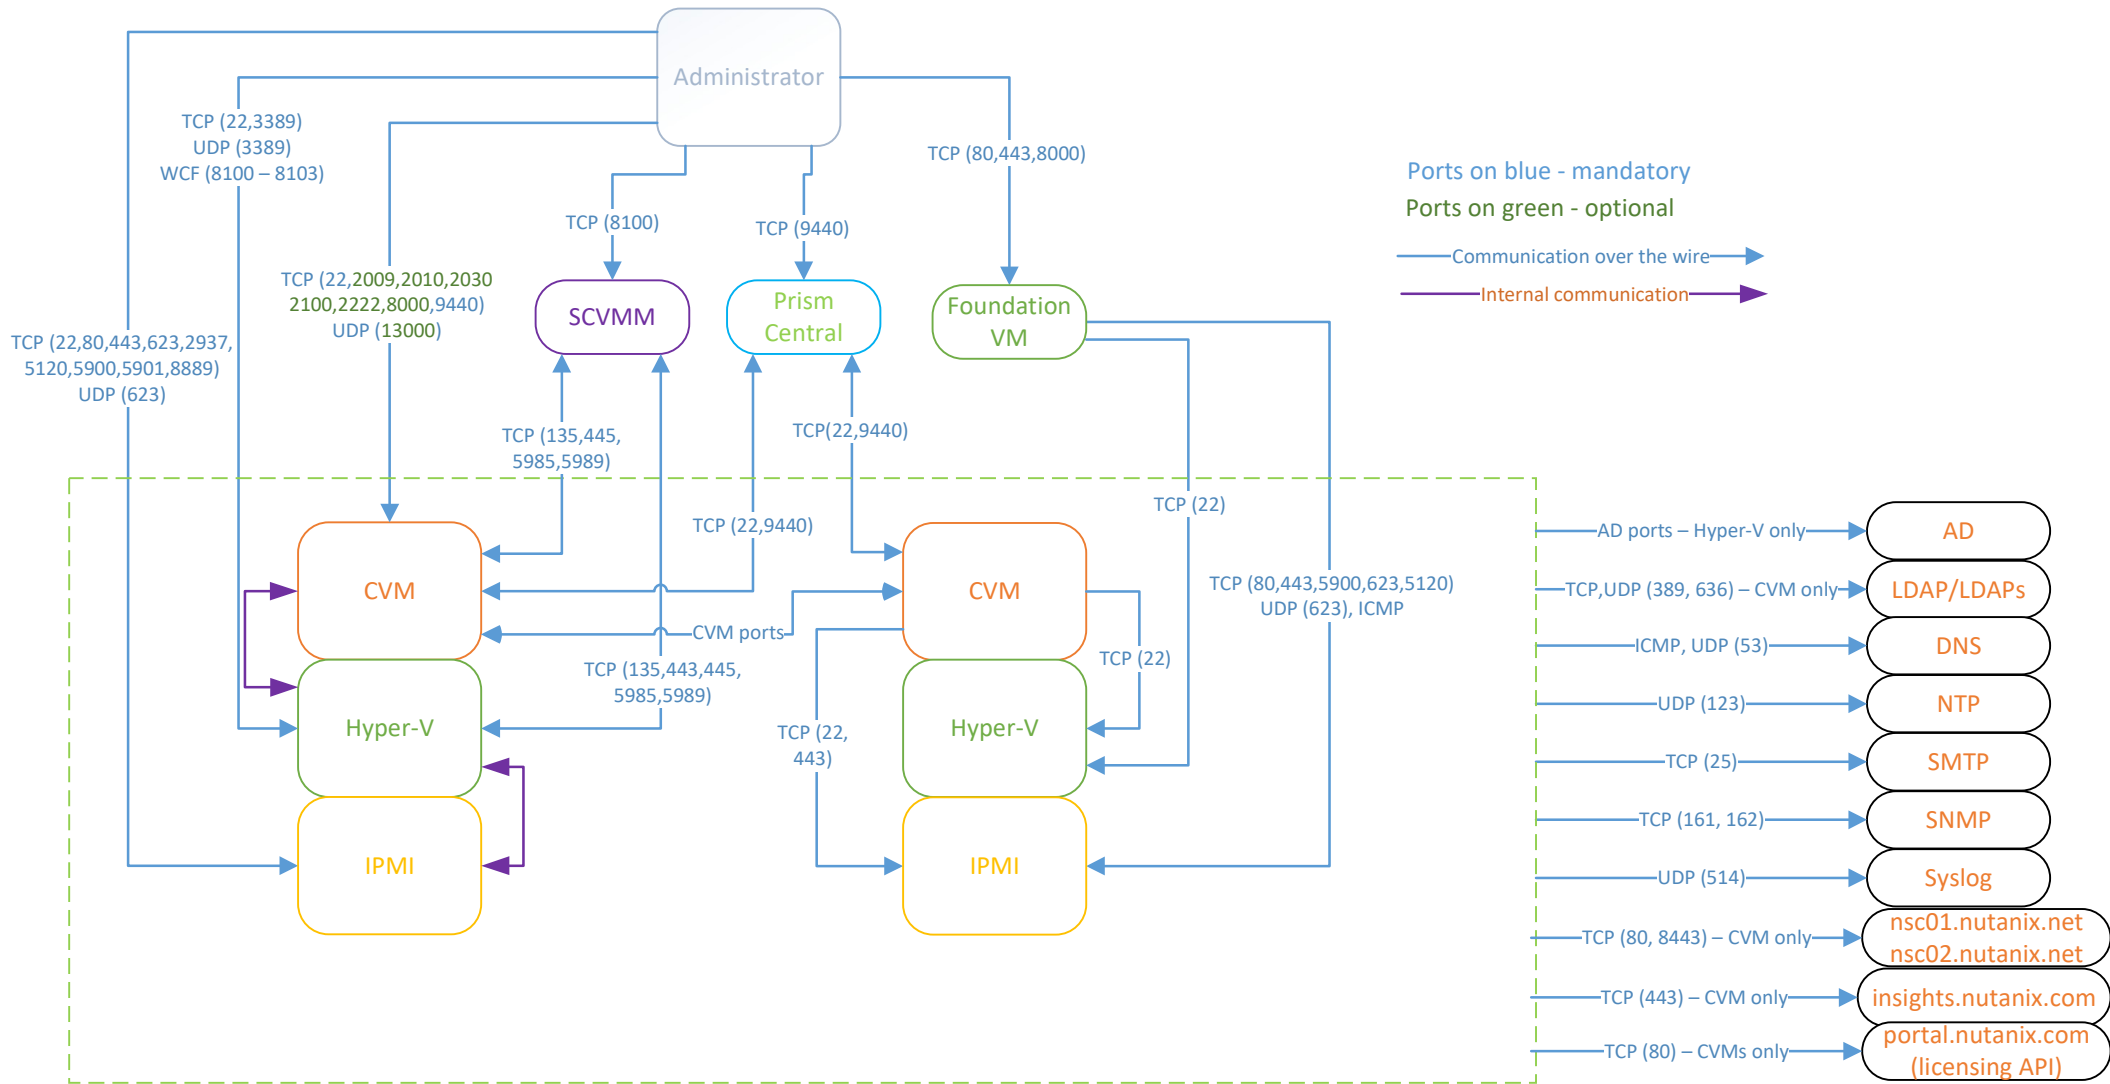 Administrator
TCP (22,3389)
UDP (3389)
WCF (8100 – 8103)
TCP (80,443,8000)
Ports on blue - mandatory
Ports on green - optional
Communication over the wire
Internal communication
TCP (8100)
TCP (9440)
TCP (22,2009,2010,2030
2100,2222,8000,9440)
UDP (13000)
SCVMM
Prism
Central
Foundation
VM
TCP (22,80,443,623,2937,
5120,5900,5901,8889)
UDP (623)
TCP (135,445,
5985,5989)
TCP(22,9440)
TCP (22)
TCP (22,9440)
CVM
CVM
TCP (80,443,5900,623,5120)
UDP (623), ICMP
CVM ports
TCP (22)
TCP (135,443,445,
5985,5989)
Hyper-V
TCP (22,
443)
Hyper-V
IPMI
IPMI
AD ports – Hyper-V only
AD
TCP,UDP (389, 636) – CVM only
LDAP/LDAPs
ICMP, UDP (53)
DNS
UDP (123)
NTP
TCP (25)
SMTP
TCP (161, 162)
SNMP
UDP (514)
Syslog
TCP (80, 8443) – CVM only
nsc01.nutanix.net
nsc02.nutanix.net
TCP (443) – CVM only
insights.nutanix.com
TCP (80) – CVMs only
portal.nutanix.com
(licensing API)